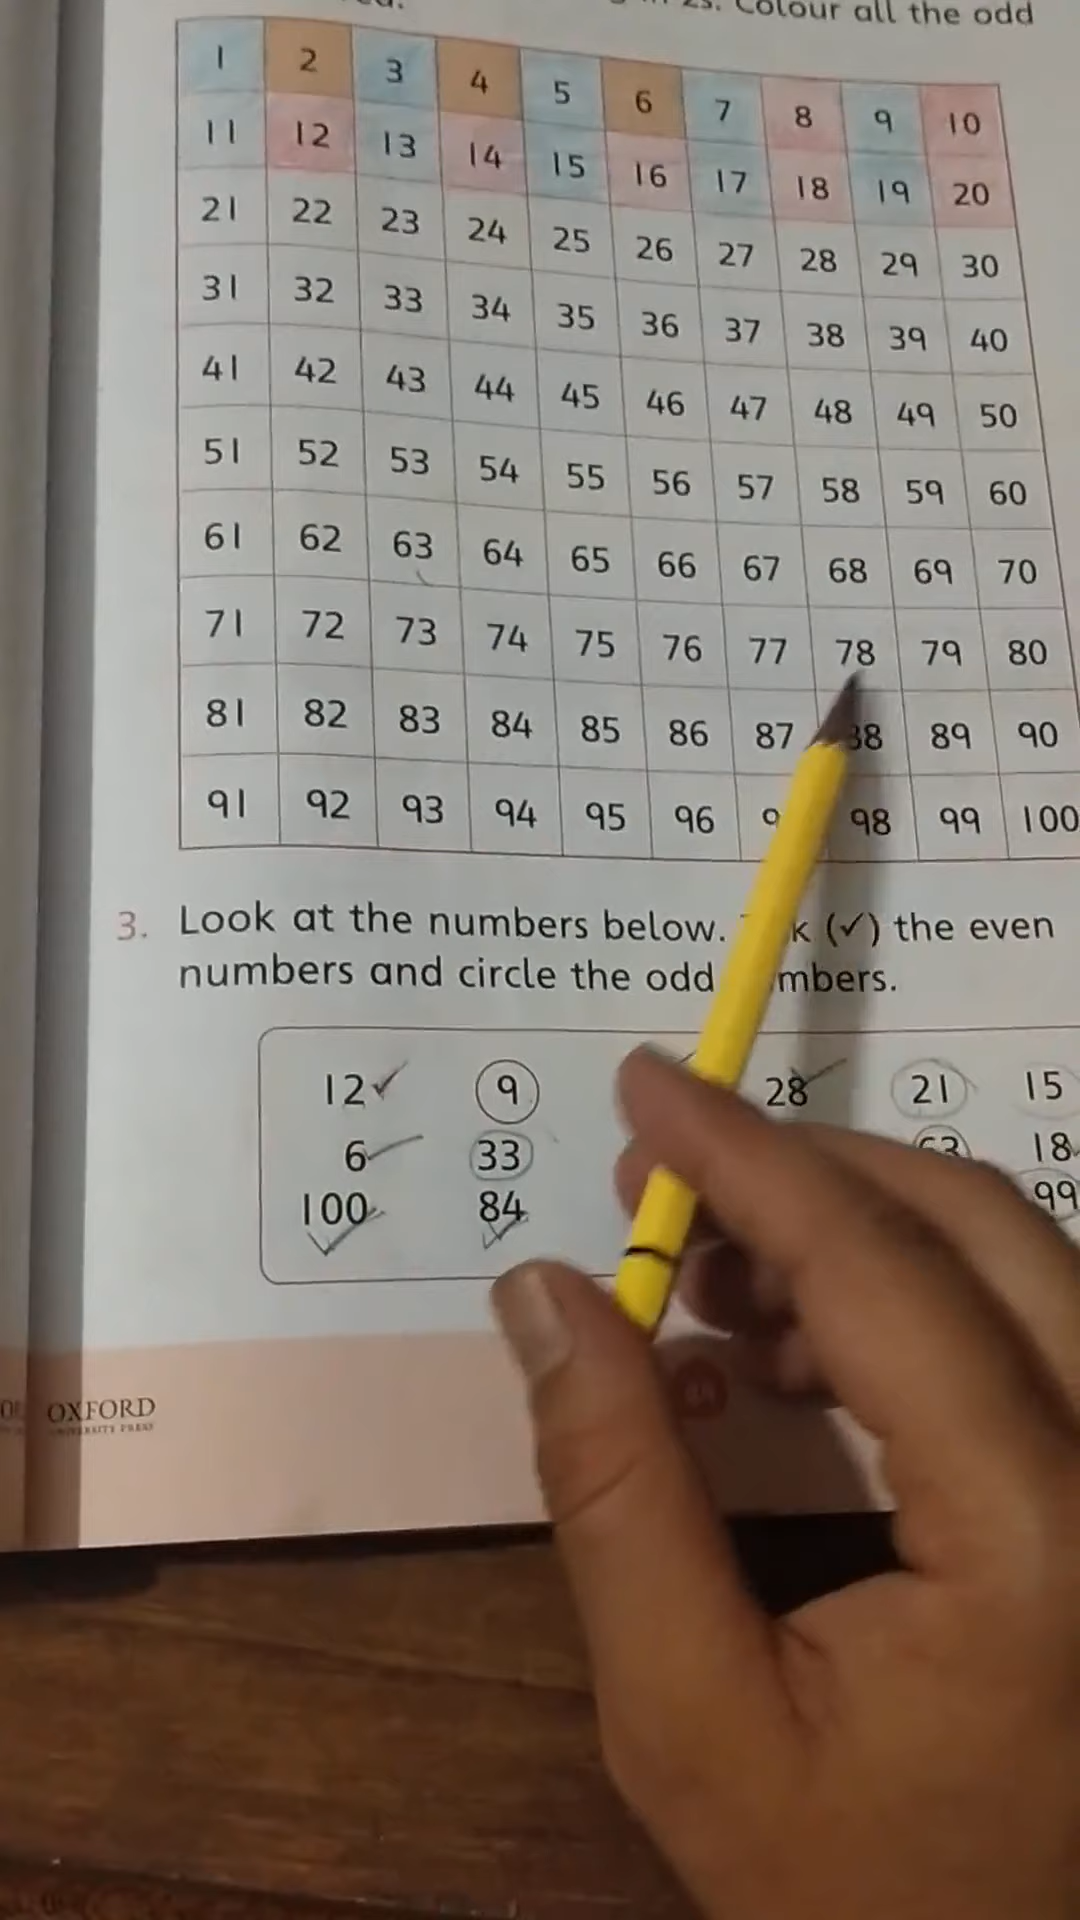 2s. Colour all the odd
1 2 3 4 5 6 7 8 9 10
11 12 13 14 15 16 17 18 19 20
21 22 23 24 25 26 27 28 29 30
31 32 33 34 35 36 37 38 39 40
41 42 43 44 45 46 47 48 49 50
51 52 53 54 55 56 57 58 59 60
61 62 63 64 65 66 67 68 69 70
71 72 73 74 75 76 77 78 79 80
81 82 83 84 85 86 87 89 90
91 92 93 94 95 96 98 99 100
3. Look at the numbers below. (✓) the even
numbers and circle the odd
12✓ 9 28 21 15
6 33 63 18
100 84 99
OXFORD
UNIVERSITY PRESS